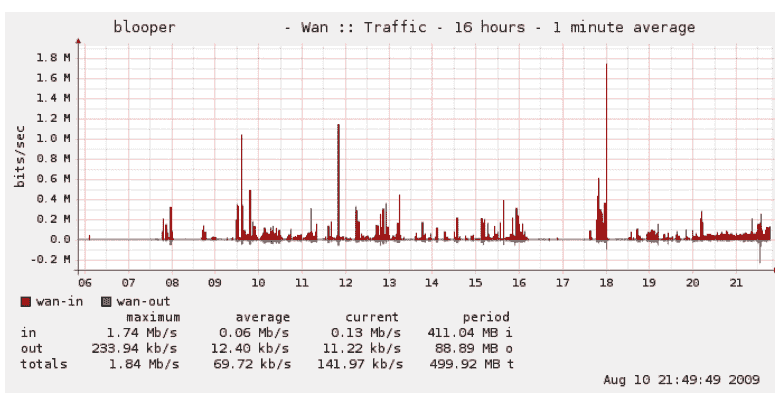 blooper - Wan :: Traffic - 16 hours - 1 minute average
bits/sec
1.8 M
1.6 M
1.4 M
1.2 M
1.0 M
0.8 M
0.6 M
0.4 M
0.2 M
0.0
-0.2 M
06 07 08 09 10 11 12 13 14 15 16 17 18 19 20 21
wan-in wan-out
maximum average current period
in 1.74 Mb/s 0.06 Mb/s 0.13 Mb/s 411.04 MB i
out 233.94 kb/s 12.40 kb/s 11.22 kb/s 88.89 MB o
totals 1.84 Mb/s 69.72 kb/s 141.97 kb/s 499.92 MB t
Aug 10 21:49:49 2009